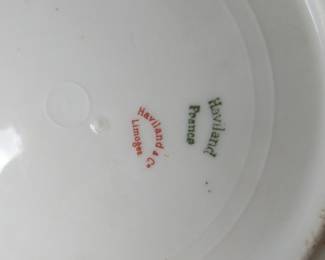 Haviland
France
Haviland & Co
Limoges